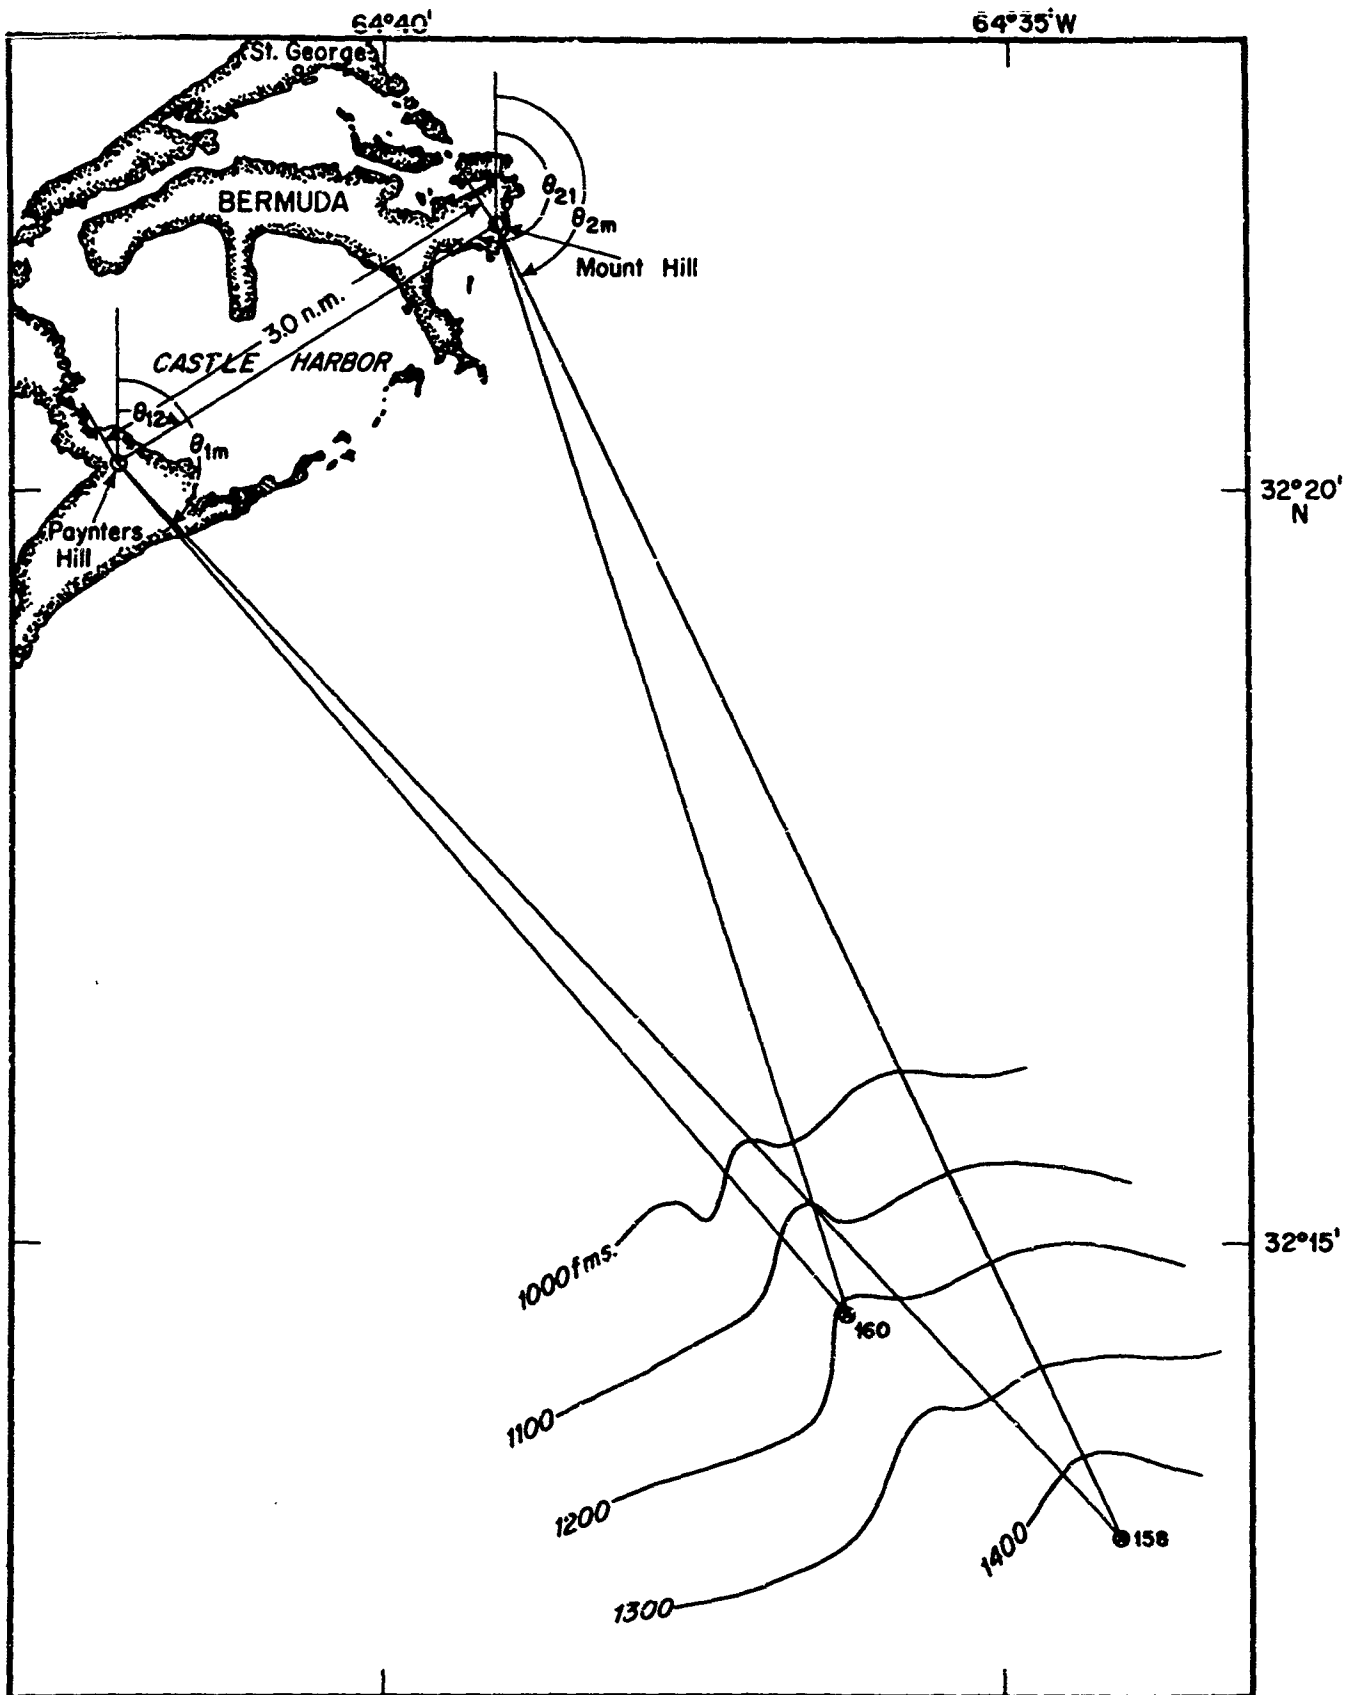 64°40'
64°35'W
St. George
BERMUDA
θ21
θ2m
Mount Hill
3.0 n.m.
CASTLE HARBOR
θ12
θ1m
Paynters
Hill
32°20'
N
32°15'
1000 fms.
160
1100
1200
1400
158
1300